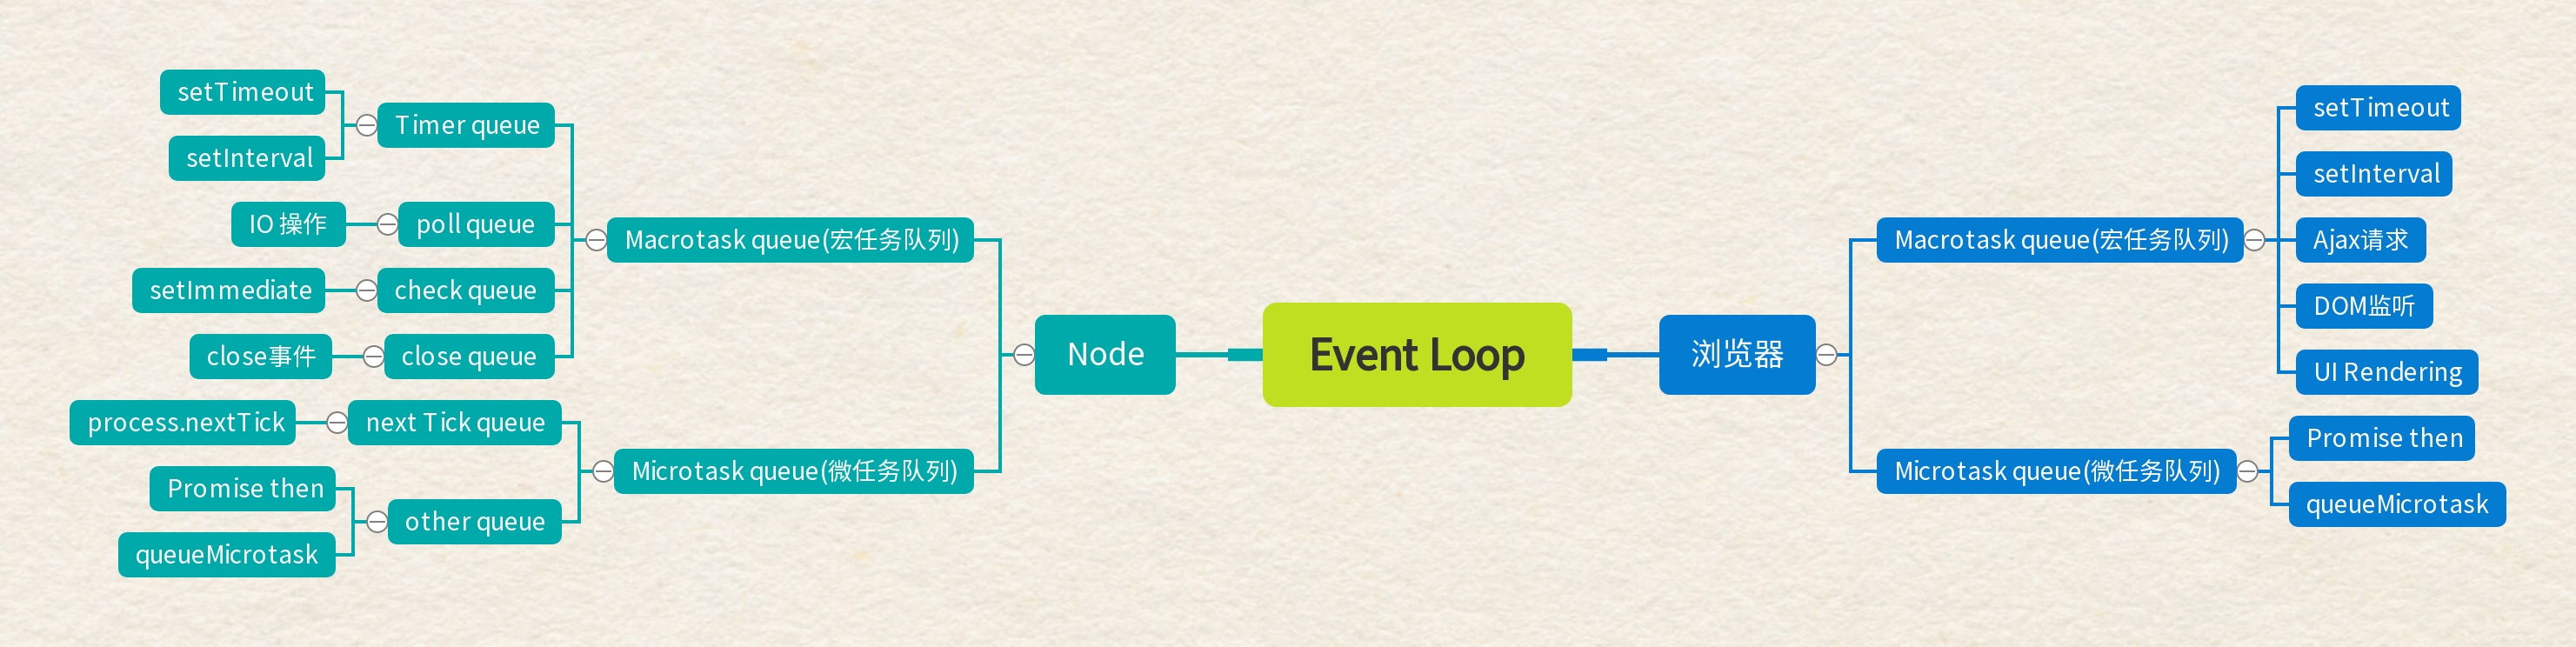 Event Loop
Node
Macrotask queue(宏任务队列)
Timer queue
setTimeout
setInterval
poll queue
IO 操作
check queue
setImmediate
close queue
close事件
Microtask queue(微任务队列)
next Tick queue
process.nextTick
other queue
Promise then
queueMicrotask
浏览器
Macrotask queue(宏任务队列)
setTimeout
setInterval
Ajax请求
DOM监听
UI Rendering
Microtask queue(微任务队列)
Promise then
queueMicrotask